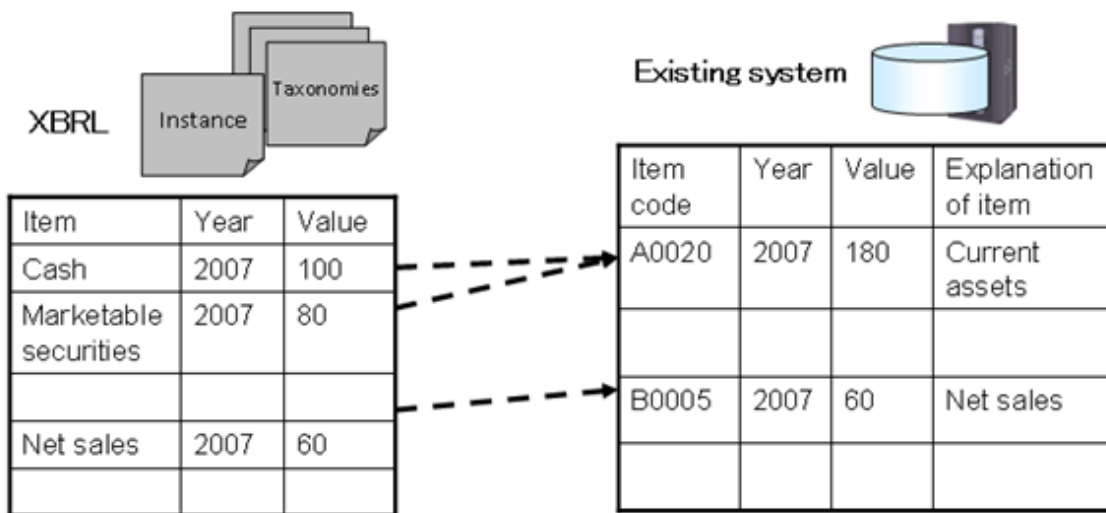 XBRL
Instance
Taxonomies
Item Year Value
Cash 2007 100
Marketable 2007 80
securities
Net sales 2007 60
Existing system
Item Year Value Explanation
code of item
A0020 2007 180 Current
assets
B0005 2007 60 Net sales